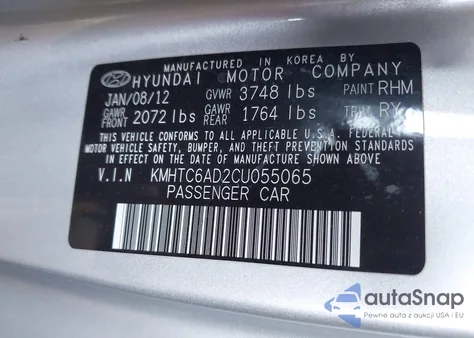 MANUFACTURED IN KOREA BY
HYUNDAI MOTOR COMPANY
JAN/08/12 GVWR 3748 lbs PAINT RHM
GAWR FRONT 2072 lbs GAWR REAR 1764 lbs TRIM RY
THIS VEHICLE CONFORMS TO ALL APPLICABLE U.S.A. FEDERAL
MOTOR VEHICLE SAFETY, BUMPER, AND THEFT PREVENTION STANDARDS
IN EFFECT ON THE DATE OF MANUFACTURE SHOWN ABOVE.
V.I.N KMHTC6AD2CU055065
PASSENGER CAR
autoSnap
Pewne auta z aukcji USA i EU